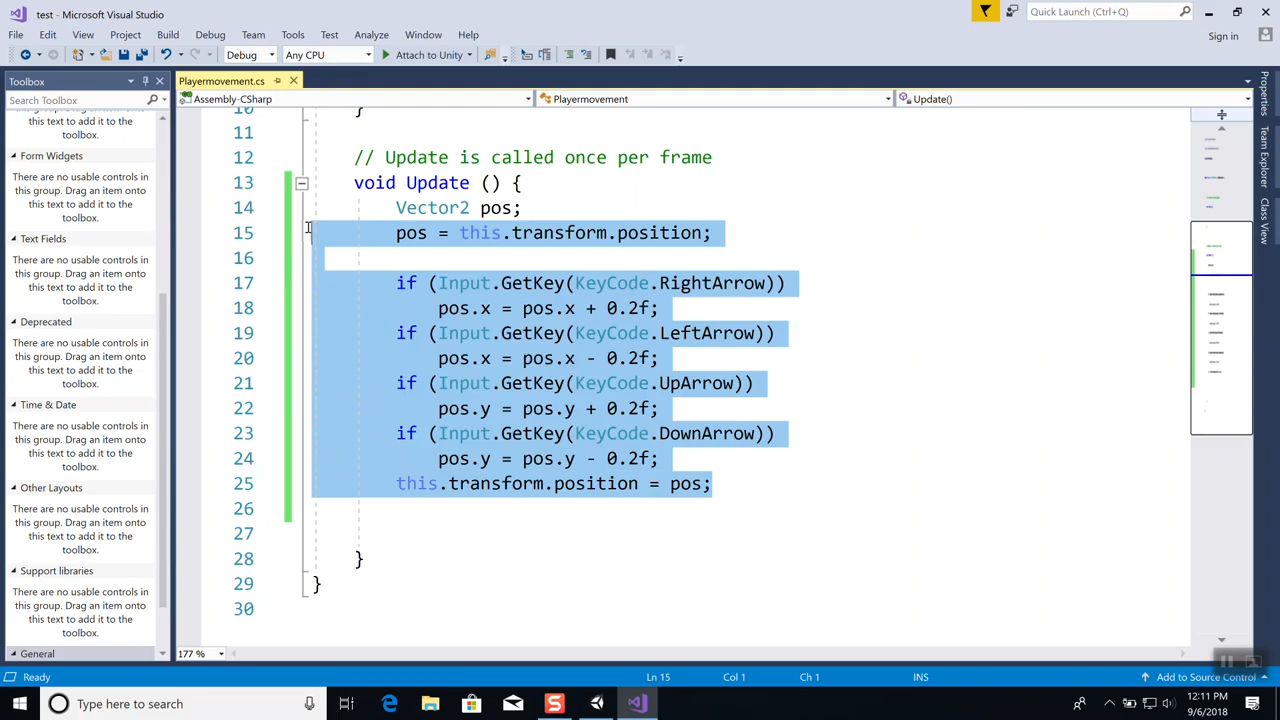 test - Microsoft Visual Studio
Quick Launch (Ctrl+Q)
File Edit View Project Build Debug Team Tools Test Analyze Window Help
Sign in
Debug Any CPU Attach to Unity
Toolbox
Search Toolbox
this text to add it to the
toolbox.
Form Widgets
There are no usable controls in
this group. Drag an item onto
this text to add it to the
toolbox.
Text Fields
There are no usable controls in
this group. Drag an item onto
this text to add it to the
toolbox.
Deprecated
There are no usable controls in
this group. Drag an item onto
this text to add it to the
toolbox.
Time & Date
There are no usable controls in
this group. Drag an item onto
this text to add it to the
toolbox.
Other Layouts
There are no usable controls in
this group. Drag an item onto
this text to add it to the
toolbox.
Support libraries
There are no usable controls in
this group. Drag an item onto
this text to add it to the
toolbox.
General
Playermovement.cs
Assembly-CSharp Playermovement Update()
10 }
11
12 // Update is called once per frame
13 void Update () {
14 Vector2 pos;
15 pos = this.transform.position;
16
17 if (Input.GetKey(KeyCode.RightArrow))
18 pos.x = pos.x + 0.2f;
19 if (Input.GetKey(KeyCode.LeftArrow))
20 pos.x = pos.x - 0.2f;
21 if (Input.GetKey(KeyCode.UpArrow))
22 pos.y = pos.y + 0.2f;
23 if (Input.GetKey(KeyCode.DownArrow))
24 pos.y = pos.y - 0.2f;
25 this.transform.position = pos;
26
27
28 }
29 }
30
177 %
Properties
Team Explorer
Class View
Ready Ln 15 Col 1 Ch 1 INS Add to Source Control
Type here to search
12:11 PM
9/6/2018